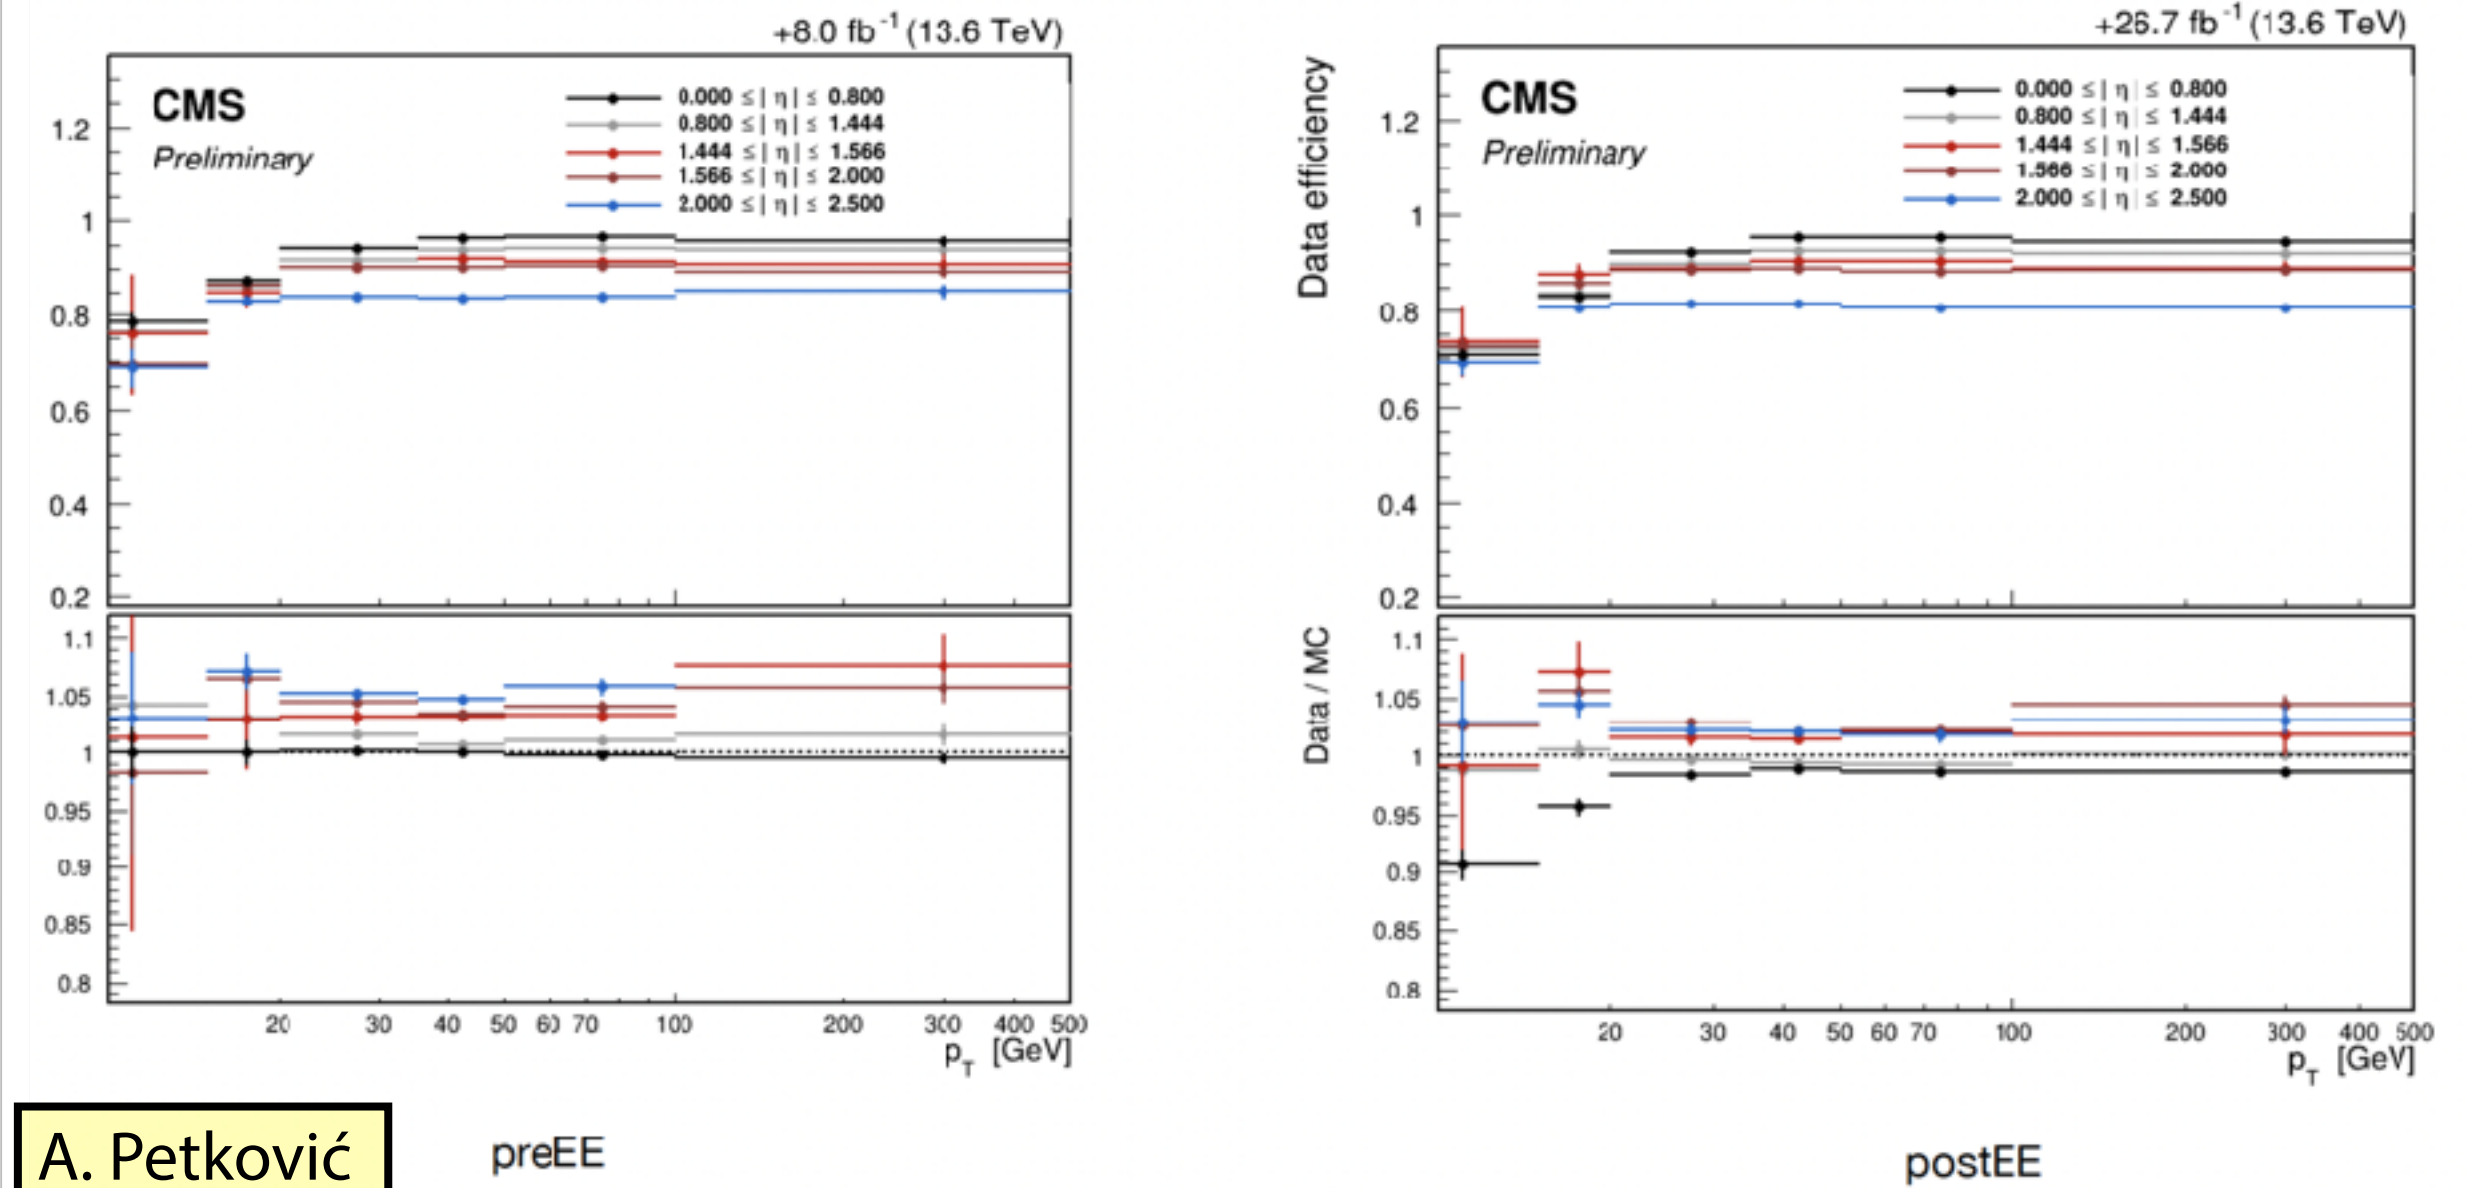 +8.0 fb⁻¹ (13.6 TeV)
CMS
Preliminary
0.000 ≤ | η | ≤ 0.800
0.800 ≤ | η | ≤ 1.444
1.444 ≤ | η | ≤ 1.566
1.566 ≤ | η | ≤ 2.000
2.000 ≤ | η | ≤ 2.500
1.2
1
0.8
0.6
0.4
0.2
1.1
1.05
1
0.95
0.9
0.85
0.8
20 30 40 50 60 70 100 200 300 400 500
p_T [GeV]
preEE
+26.7 fb⁻¹ (13.6 TeV)
Data efficiency
CMS
Preliminary
0.000 ≤ | η | ≤ 0.800
0.800 ≤ | η | ≤ 1.444
1.444 ≤ | η | ≤ 1.566
1.566 ≤ | η | ≤ 2.000
2.000 ≤ | η | ≤ 2.500
1.2
1
0.8
0.6
0.4
0.2
Data / MC
1.1
1.05
1
0.95
0.9
0.85
0.8
20 30 40 50 60 70 100 200 300 400 500
p_T [GeV]
postEE
A. Petković